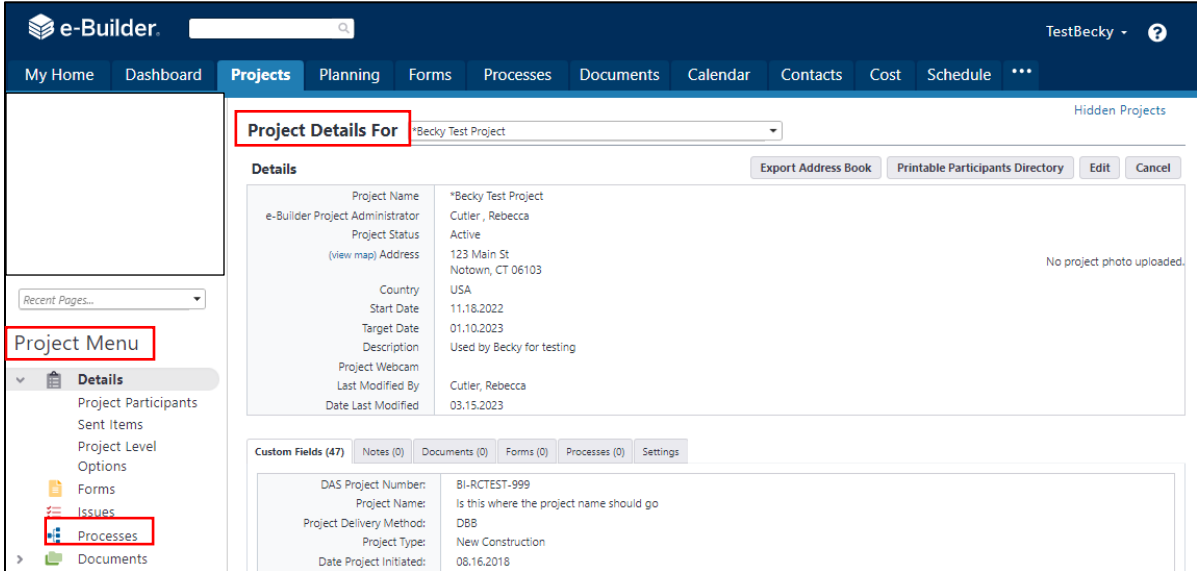 e-Builder.
TestBecky
?
My Home Dashboard Projects Planning Forms Processes Documents Calendar Contacts Cost Schedule •••
Hidden Projects
Project Details For *Becky Test Project
Details Export Address Book Printable Participants Directory Edit Cancel
Project Name *Becky Test Project
e-Builder Project Administrator Cutler , Rebecca
Project Status Active
(view map) Address 123 Main St
Notown, CT 06103
No project photo uploaded.
Country USA
Start Date 11.18.2022
Target Date 01.10.2023
Description Used by Becky for testing
Project Webcam
Last Modified By Cutler, Rebecca
Date Last Modified 03.15.2023
Recent Pages...
Project Menu
Details
Project Participants
Sent Items
Project Level
Options
Forms
Issues
Processes
Documents
Custom Fields (47) Notes (0) Documents (0) Forms (0) Processes (0) Settings
DAS Project Number: BI-RCTEST-999
Project Name: Is this where the project name should go
Project Delivery Method: DBB
Project Type: New Construction
Date Project Initiated: 08.16.2018